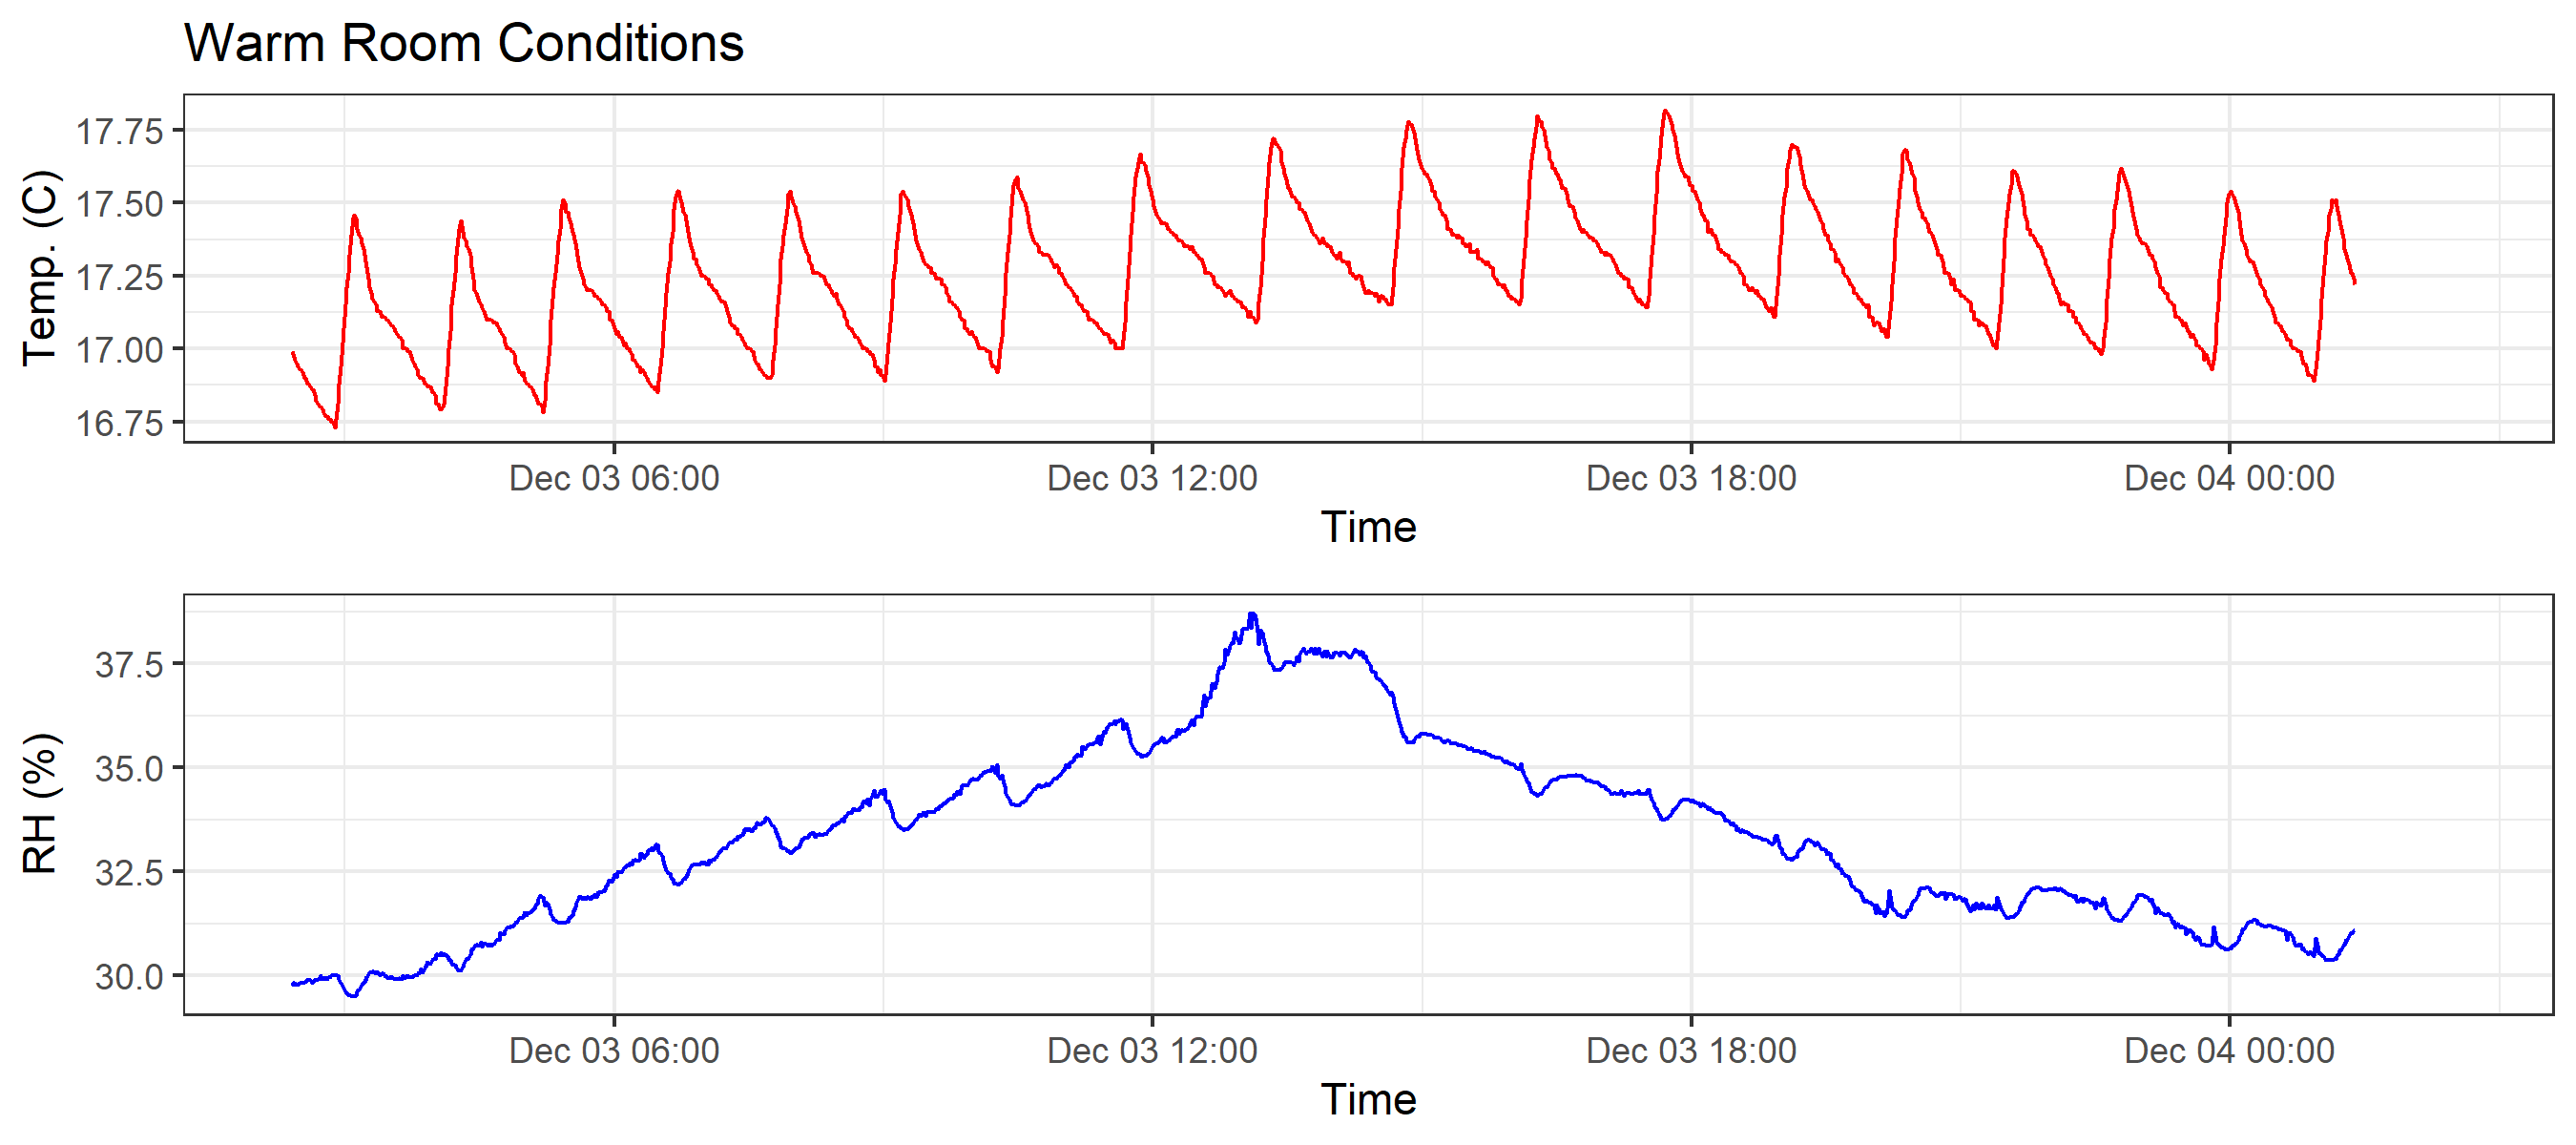 Warm Room Conditions
Temp. (C)
17.75
17.50
17.25
17.00
16.75
Dec 03 06:00 Dec 03 12:00 Dec 03 18:00 Dec 04 00:00
Time
RH (%)
37.5
35.0
32.5
30.0
Dec 03 06:00 Dec 03 12:00 Dec 03 18:00 Dec 04 00:00
Time